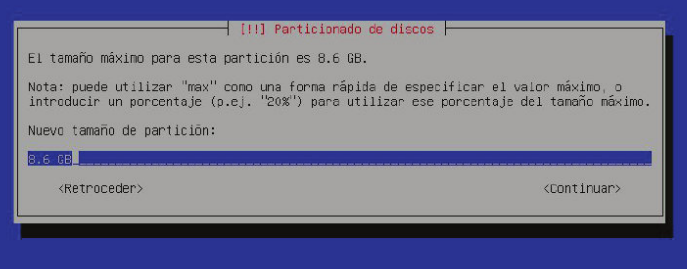 [!!] Particionado de discos
El tamaño máximo para esta partición es 8.6 GB.
Nota: puede utilizar "max" como una forma rápida de especificar el valor máximo, o
introducir un porcentaje (p.ej. "20%") para utilizar ese porcentaje del tamaño máximo.
Nuevo tamaño de partición:
8.6 GB
<Retroceder> <Continuar>